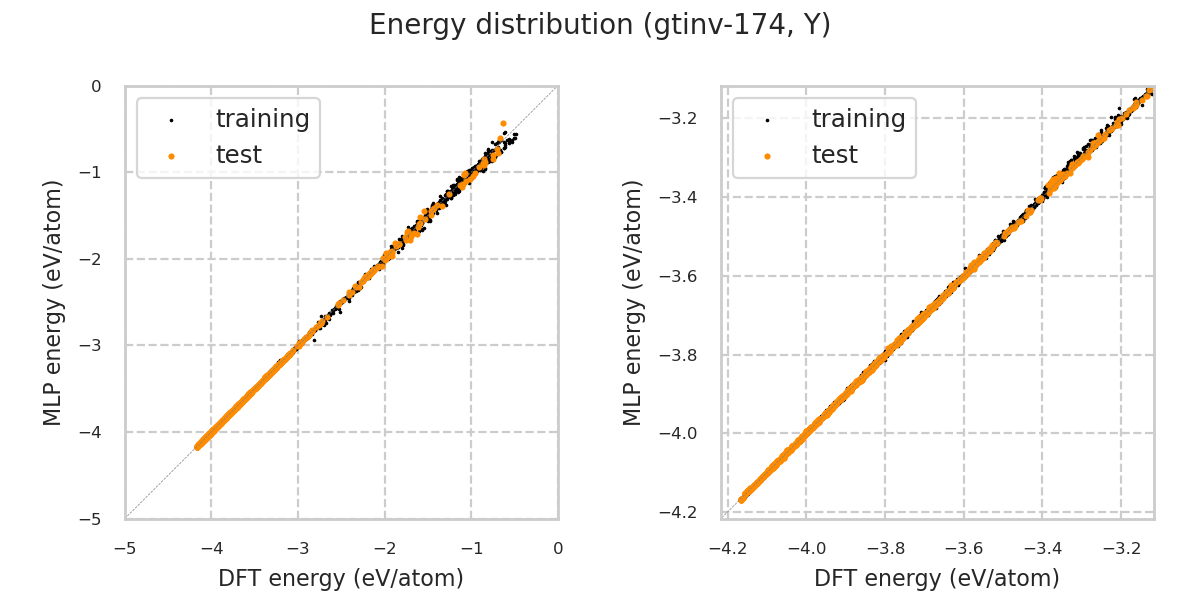 Energy distribution (gtinv-174, Y)
training
test
0
−1
−2
−3
−4
−5
MLP energy (eV/atom)
−5
−4
−3
−2
−1
0
DFT energy (eV/atom)
training
test
−3.2
−3.4
−3.6
−3.8
−4.0
−4.2
MLP energy (eV/atom)
−4.2
−4.0
−3.8
−3.6
−3.4
−3.2
DFT energy (eV/atom)